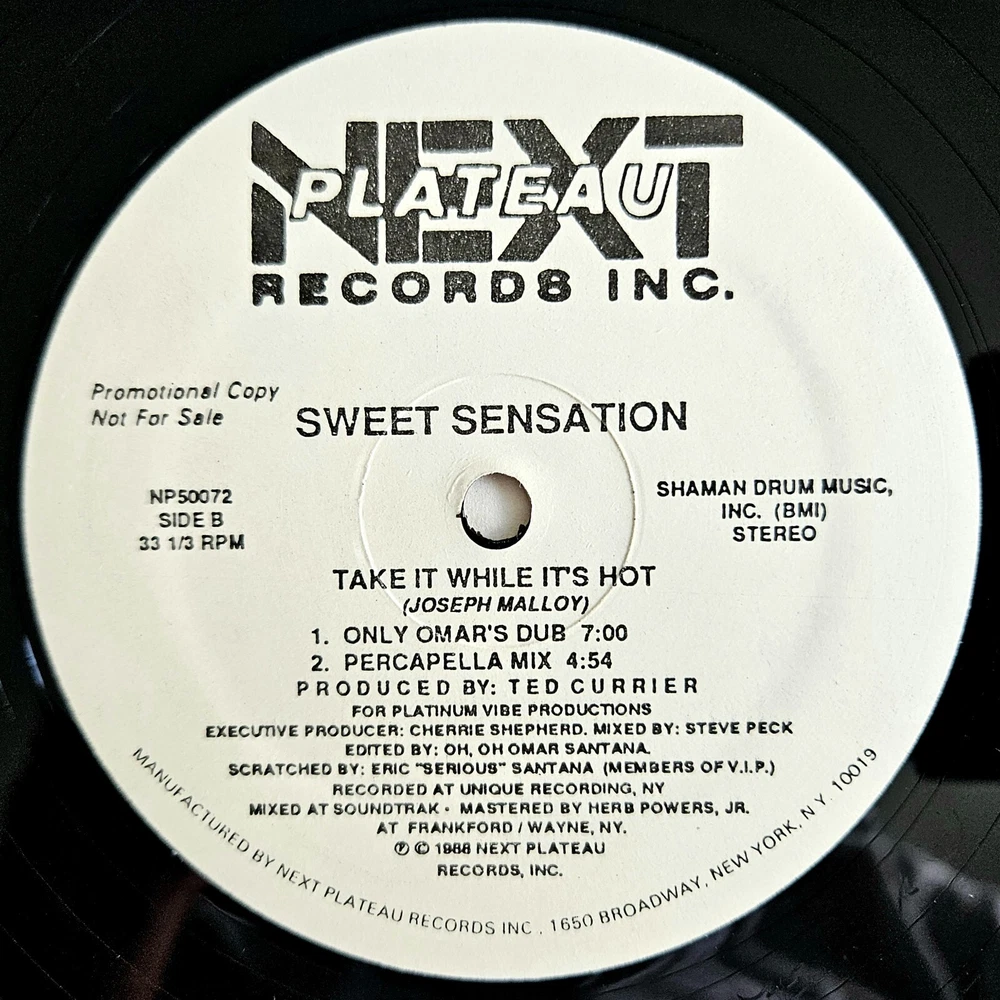 NEXT
PLATEAU
RECORDS INC.
Promotional Copy
Not For Sale
SWEET SENSATION
NP50072
SIDE B
33 1/3 RPM
SHAMAN DRUM MUSIC,
INC. (BMI)
STEREO
TAKE IT WHILE IT'S HOT
(JOSEPH MALLOY)
1. ONLY OMAR'S DUB 7:00
2. PERCAPELLA MIX 4:54
PRODUCED BY: TED CURRIER
FOR PLATINUM VIBE PRODUCTIONS
EXECUTIVE PRODUCER: CHERRIE SHEPHERD. MIXED BY: STEVE PECK
EDITED BY: OH, OH OMAR SANTANA.
SCRATCHED BY: ERIC "SERIOUS" SANTANA (MEMBERS OF V.I.P.)
RECORDED AT UNIQUE RECORDING, NY
MIXED AT SOUNDTRAK • MASTERED BY HERB POWERS, JR.
AT FRANKFORD / WAYNE, NY.
℗ © 1988 NEXT PLATEAU
RECORDS, INC.
MANUFACTURED BY NEXT PLATEAU RECORDS INC. 1650 BROADWAY, NEW YORK, N.Y. 10019